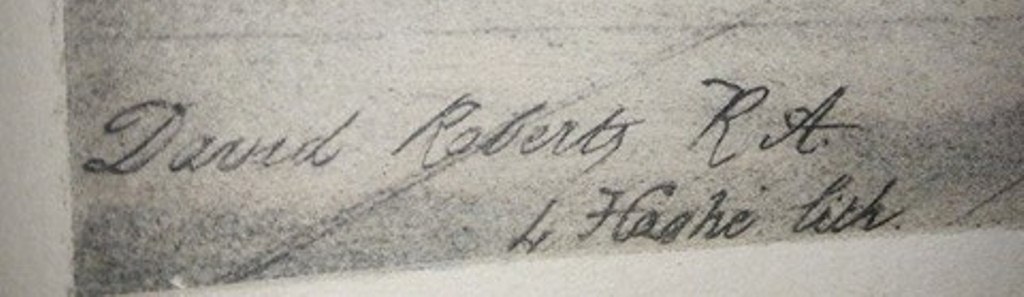 David Roberts R.A.
L Haghe lith.